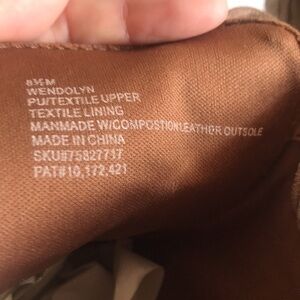 8½M
WENDOLYN
PU/TEXTILE UPPER
TEXTILE LINING
MANMADE W/COMPOSTION LEATHER OUTSOLE
MADE IN CHINA
SKU#75827717
PAT#10,172,421